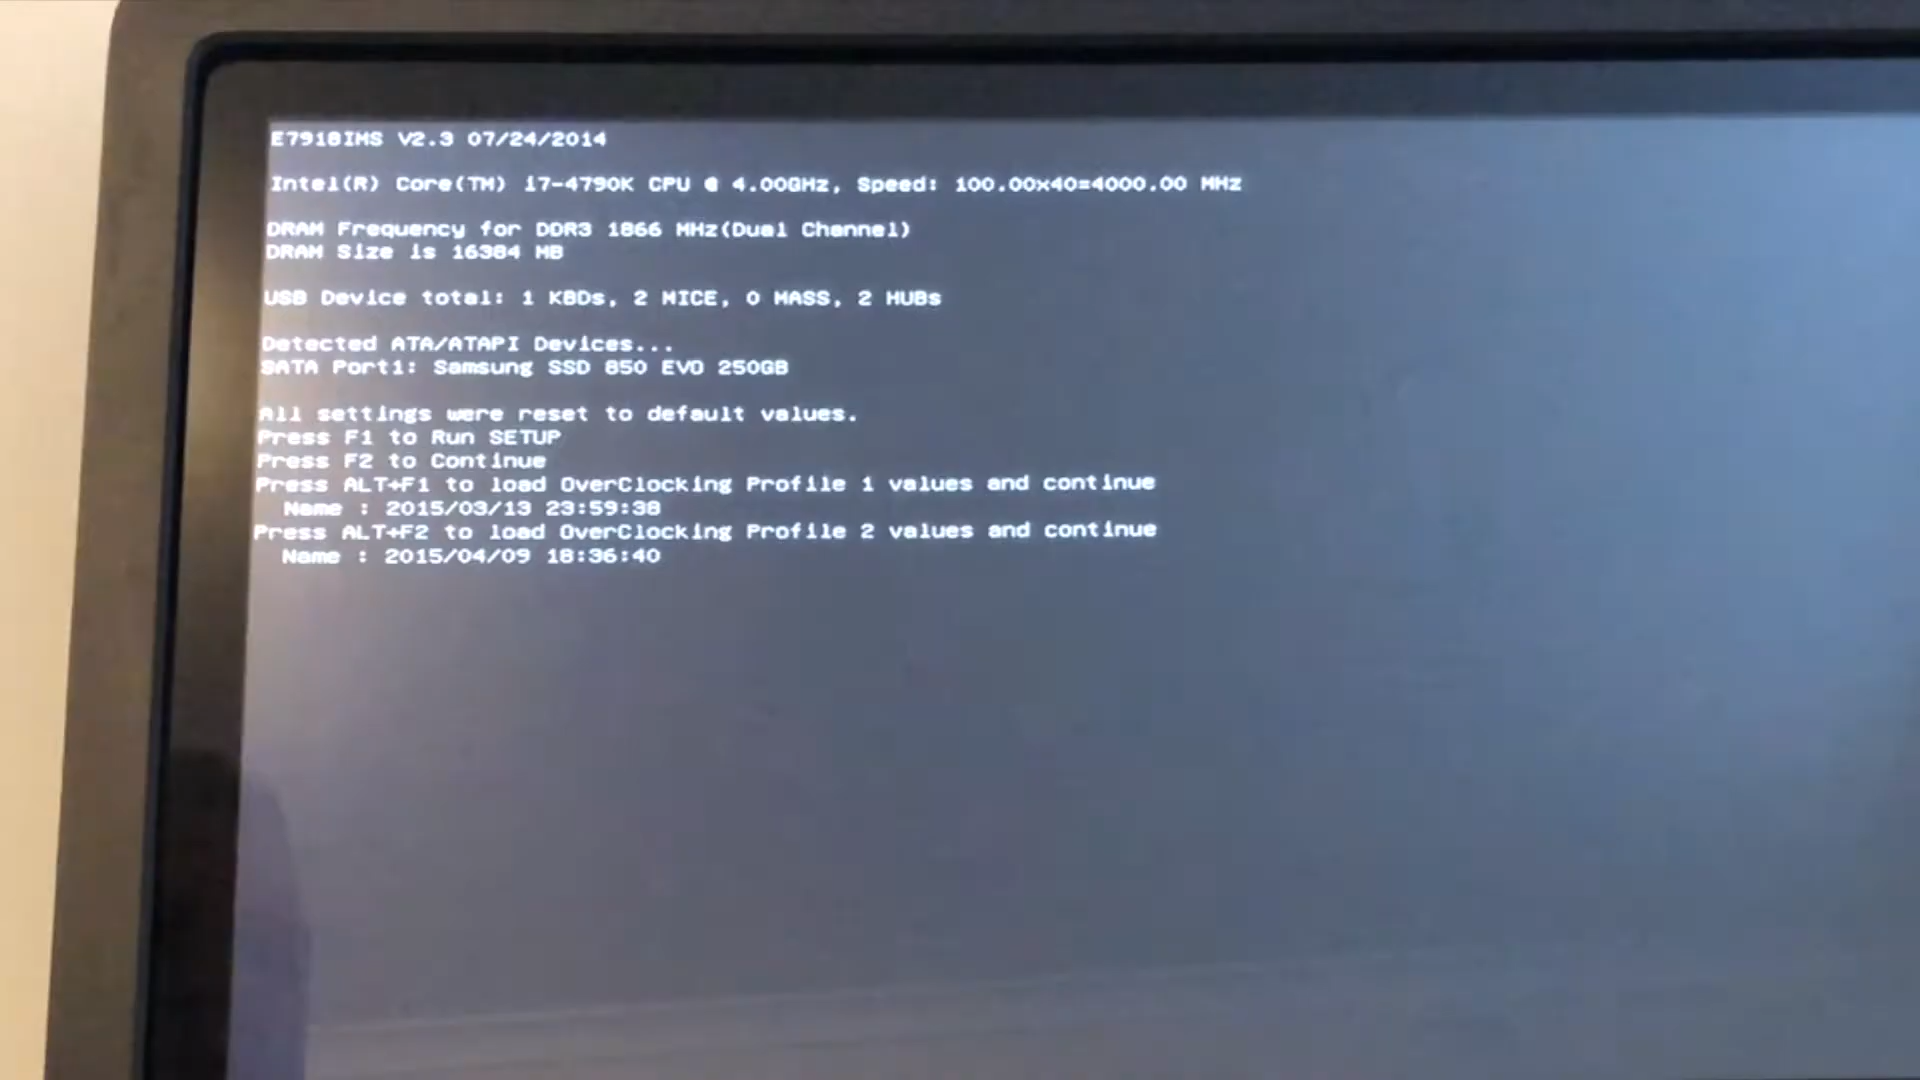 E7918IMS V2.3 07/24/2014
Intel(R) Core(TM) i7-4790K CPU @ 4.00GHz, Speed: 100.00x40=4000.00 MHz
DRAM Frequency for DDR3 1866 MHz(Dual Channel)
DRAM Size is 16384 MB
USB Device total: 1 KBDs, 2 MICE, 0 MASS, 2 HUBs
Detected ATA/ATAPI Devices...
SATA Port1: Samsung SSD 850 EVO 250GB
All settings were reset to default values.
Press F1 to Run SETUP
Press F2 to Continue
Press ALT+F1 to load OverClocking Profile 1 values and continue
Name : 2015/03/13 23:59:38
Press ALT+F2 to load OverClocking Profile 2 values and continue
Name : 2015/04/09 18:36:40